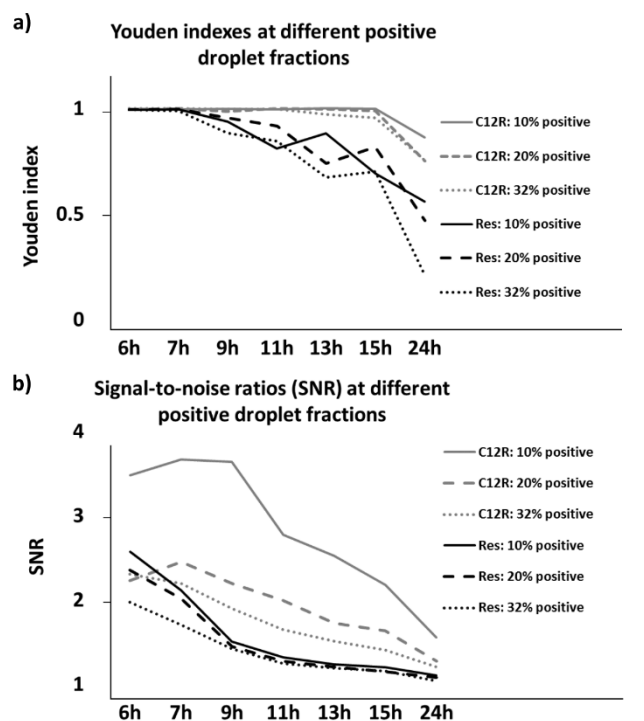 a)
Youden indexes at different positive
droplet fractions
Youden index
1
0.5
0
6h 7h 9h 11h 13h 15h 24h
C12R: 10% positive
C12R: 20% positive
C12R: 32% positive
Res: 10% positive
Res: 20% positive
Res: 32% positive
b)
Signal-to-noise ratios (SNR) at different
positive droplet fractions
SNR
4
3
2
1
6h 7h 9h 11h 13h 15h 24h
C12R: 10% positive
C12R: 20% positive
C12R: 32% positive
Res: 10% positive
Res: 20% positive
Res: 32% positive